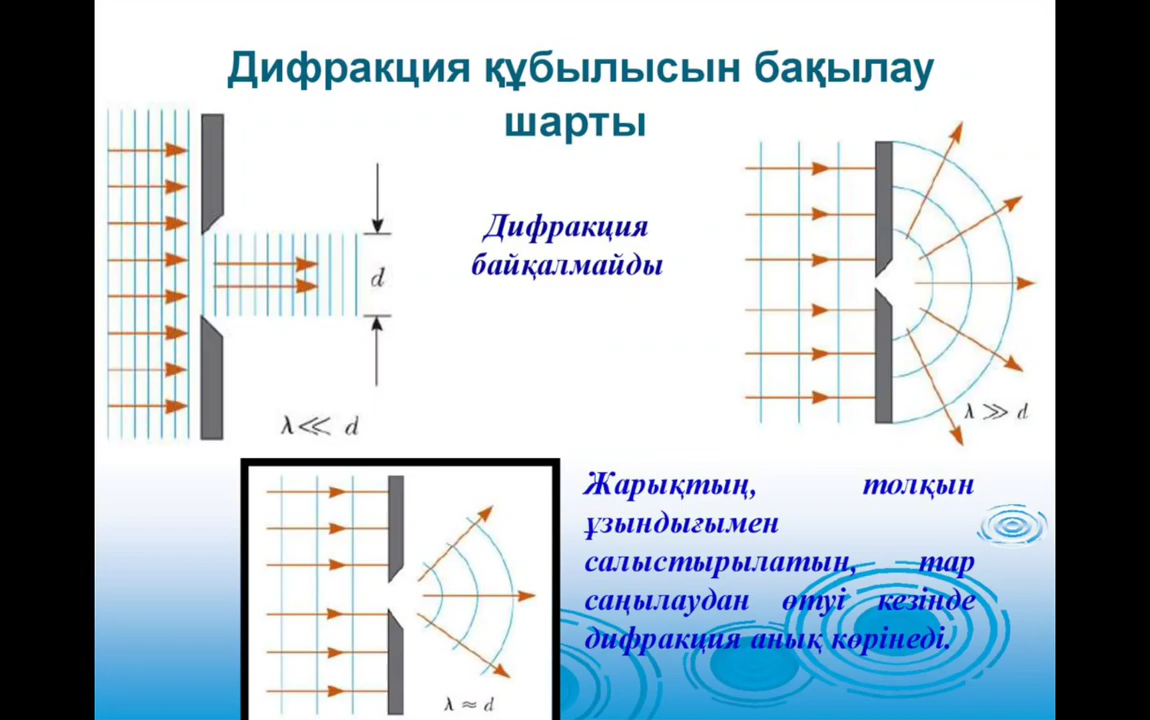 Дифракция құбылысын бақылау
шарты
Дифракция
байқалмайды
d
λ≪ d
λ ≫ d
λ ≈ d
Жарықтың, толқын
ұзындығымен
салыстырылатын, тар
саңылаудан өтуі кезінде
дифракция анық көрінеді.